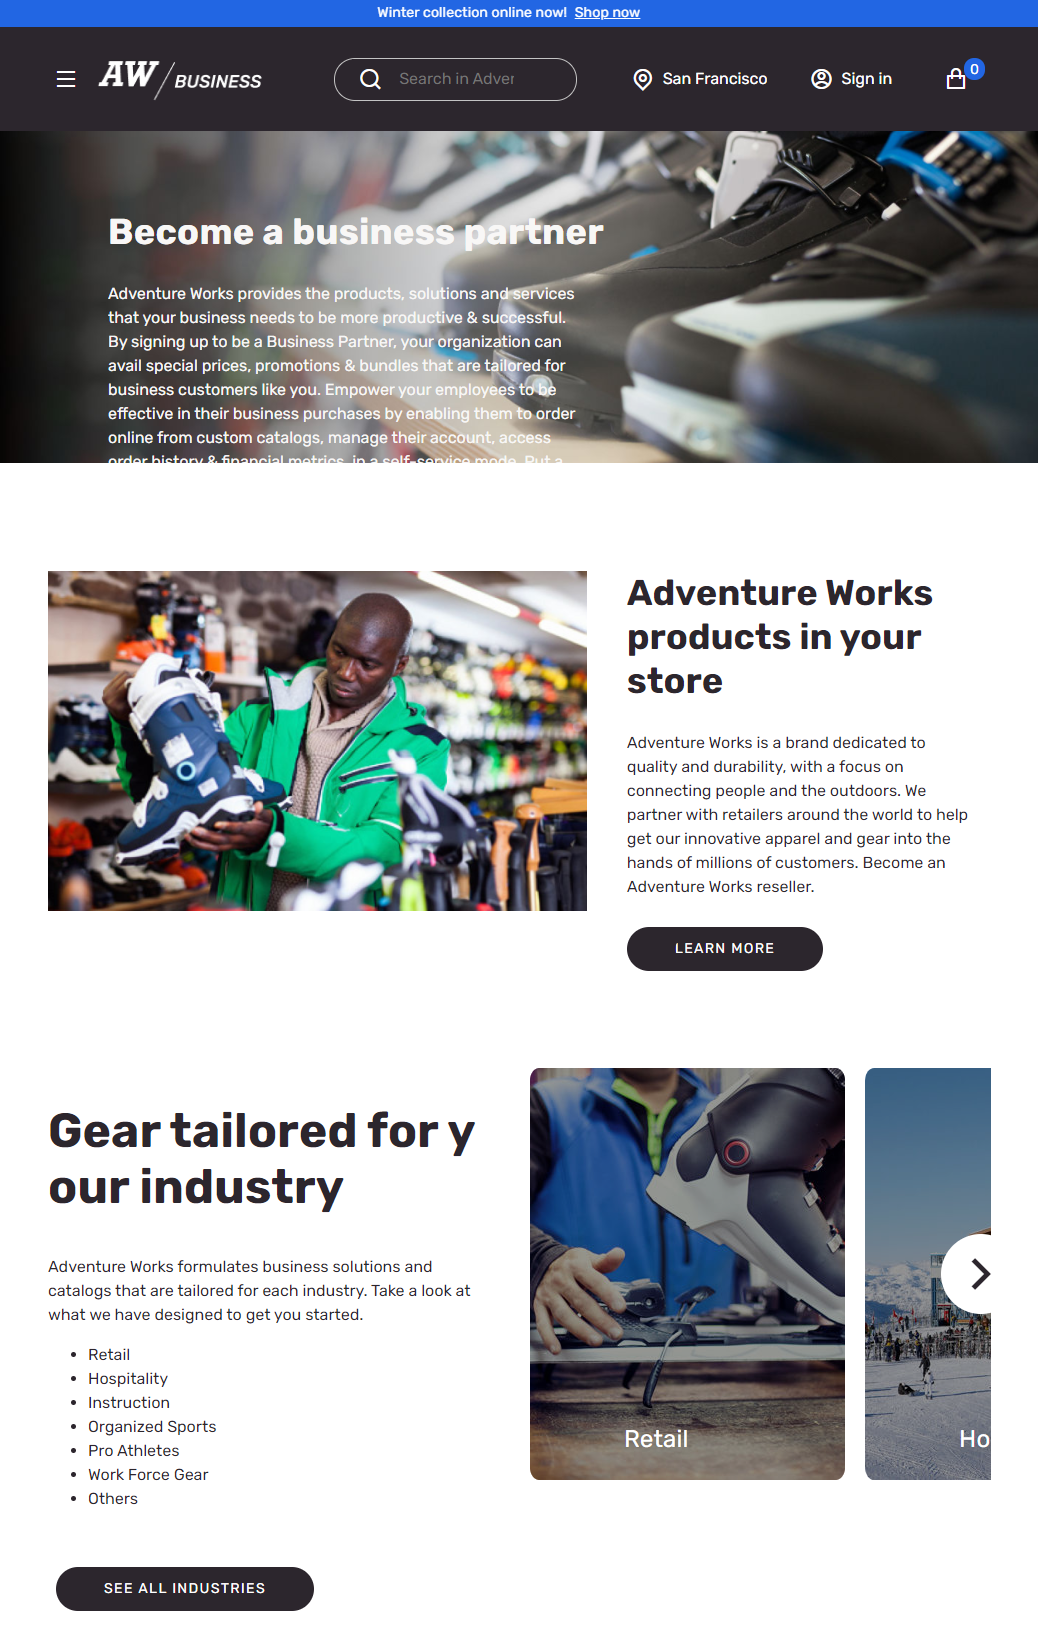 Winter collection online now! Shop now
AW/BUSINESS
Search in Adver
San Francisco
Sign in
0
Become a business partner
Adventure Works provides the products, solutions and services
that your business needs to be more productive & successful.
By signing up to be a Business Partner, your organization can
avail special prices, promotions & bundles that are tailored for
business customers like you. Empower your employees to be
effective in their business purchases by enabling them to order
online from custom catalogs, manage their account, access
order history & financial metrics, in a self-service mode. Put a
Adventure Works
products in your
store
Adventure Works is a brand dedicated to
quality and durability, with a focus on
connecting people and the outdoors. We
partner with retailers around the world to help
get our innovative apparel and gear into the
hands of millions of customers. Become an
Adventure Works reseller.
LEARN MORE
Gear tailored for y
our industry
Adventure Works formulates business solutions and
catalogs that are tailored for each industry. Take a look at
what we have designed to get you started.
Retail
Hospitality
Instruction
Organized Sports
Pro Athletes
Work Force Gear
Others
SEE ALL INDUSTRIES
Retail
Ho